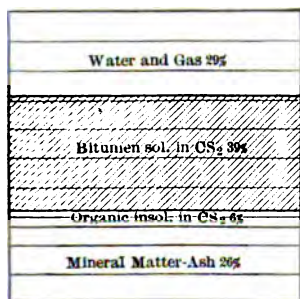 Water and Gas 29%
Bitumen sol. in CS₂ 39%
Organic insol. in CS₂ 6%
Mineral Matter-Ash 26%